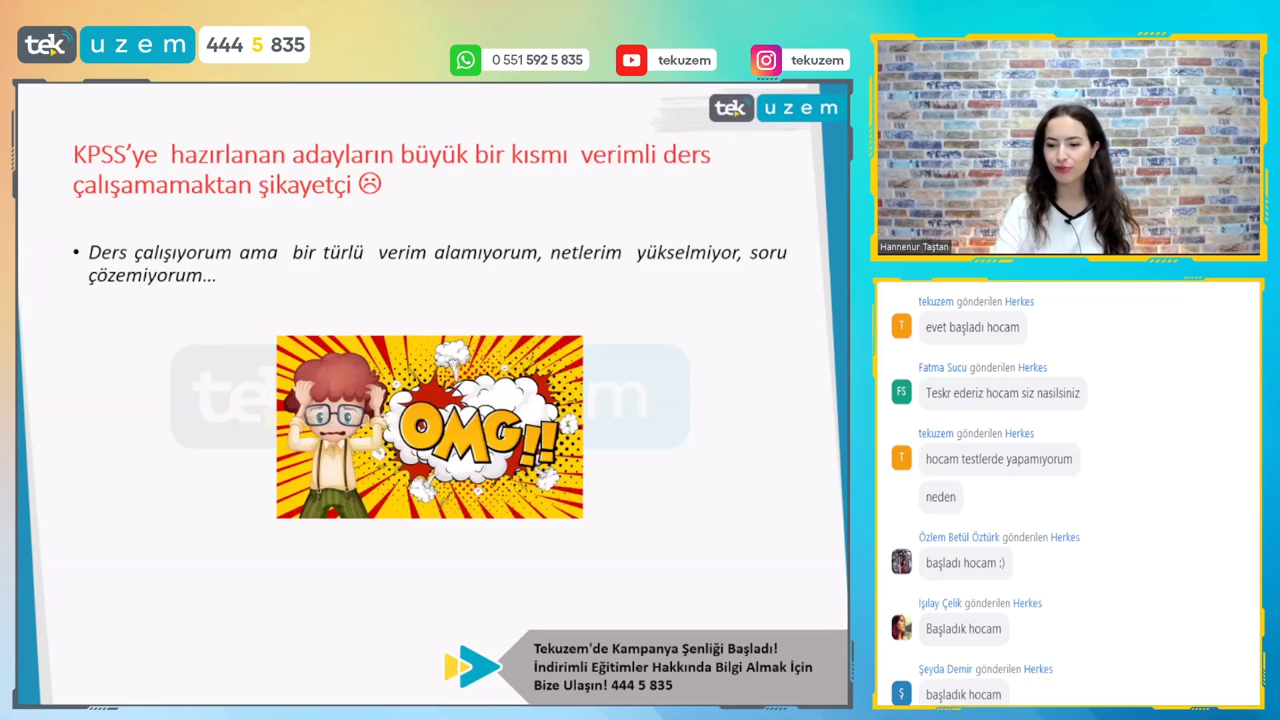 tek uzem 444 5 835
0 551 592 5 835
tekuzem
tekuzem
tek uzem
KPSS’ye hazırlanan adayların büyük bir kısmı verimli ders
çalışamamaktan şikayetçi ☹
• Ders çalışıyorum ama bir türlü verim alamıyorum, netlerim yükselmiyor, soru
çözemiyorum...
OMG!!
Tekuzem'de Kampanya Şenliği Başladı!
İndirimli Eğitimler Hakkında Bilgi Almak İçin
Bize Ulaşın! 444 5 835
Hannenur Taştan
tekuzem gönderilen Herkes
T
evet başladı hocam
Fatma Sucu gönderilen Herkes
FS
Teskr ederiz hocam siz nasilsiniz
tekuzem gönderilen Herkes
T
hocam testlerde yapamıyorum
neden
Özlem Betül Öztürk gönderilen Herkes
başladı hocam :)
Işılay Çelik gönderilen Herkes
Başladık hocam
Şeyda Demir gönderilen Herkes
Ş
başladık hocam